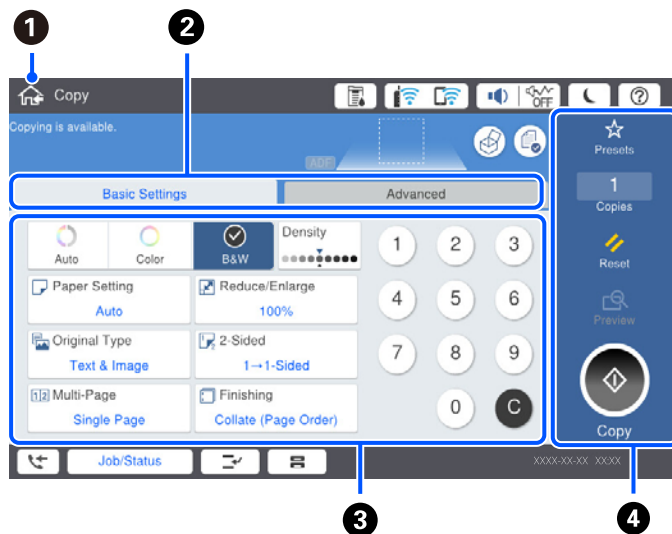 1
2
Copy
OFF
Copying is available.
ADF
Presets
Basic Settings
Advanced
1
Copies
Auto
Color
B&W
Density
1
2
3
Reset
Paper Setting
Auto
Reduce/Enlarge
100%
4
5
6
Preview
Original Type
Text & Image
2-Sided
1→1-Sided
7
8
9
1 2 Multi-Page
Single Page
Finishing
Collate (Page Order)
0
C
Copy
Job/Status
XXXX-XX-XX XX:XX
3
4